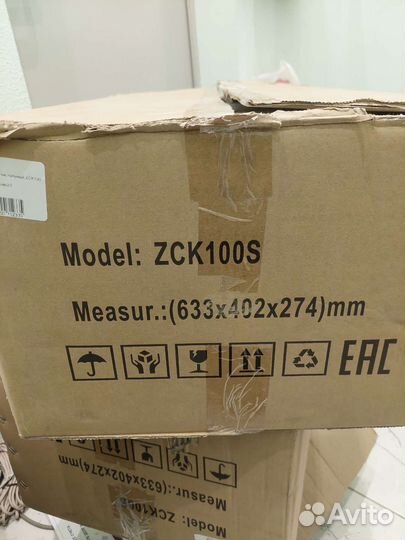 Model: ZCK100S
Measur.:(633x402x274)mm
EAC
Measur.:(633x402x274)mm
Model: ZCK100S
Avito